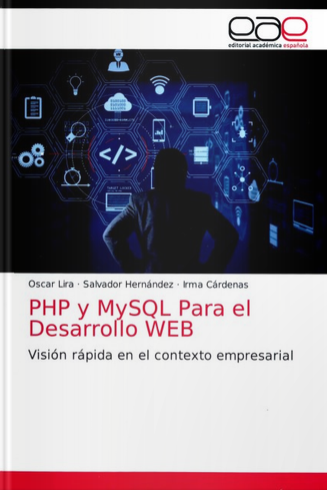 eae
editorial académica española
</>
Oscar Lira · Salvador Hernández · Irma Cárdenas
PHP y MySQL Para el
Desarrollo WEB
Visión rápida en el contexto empresarial